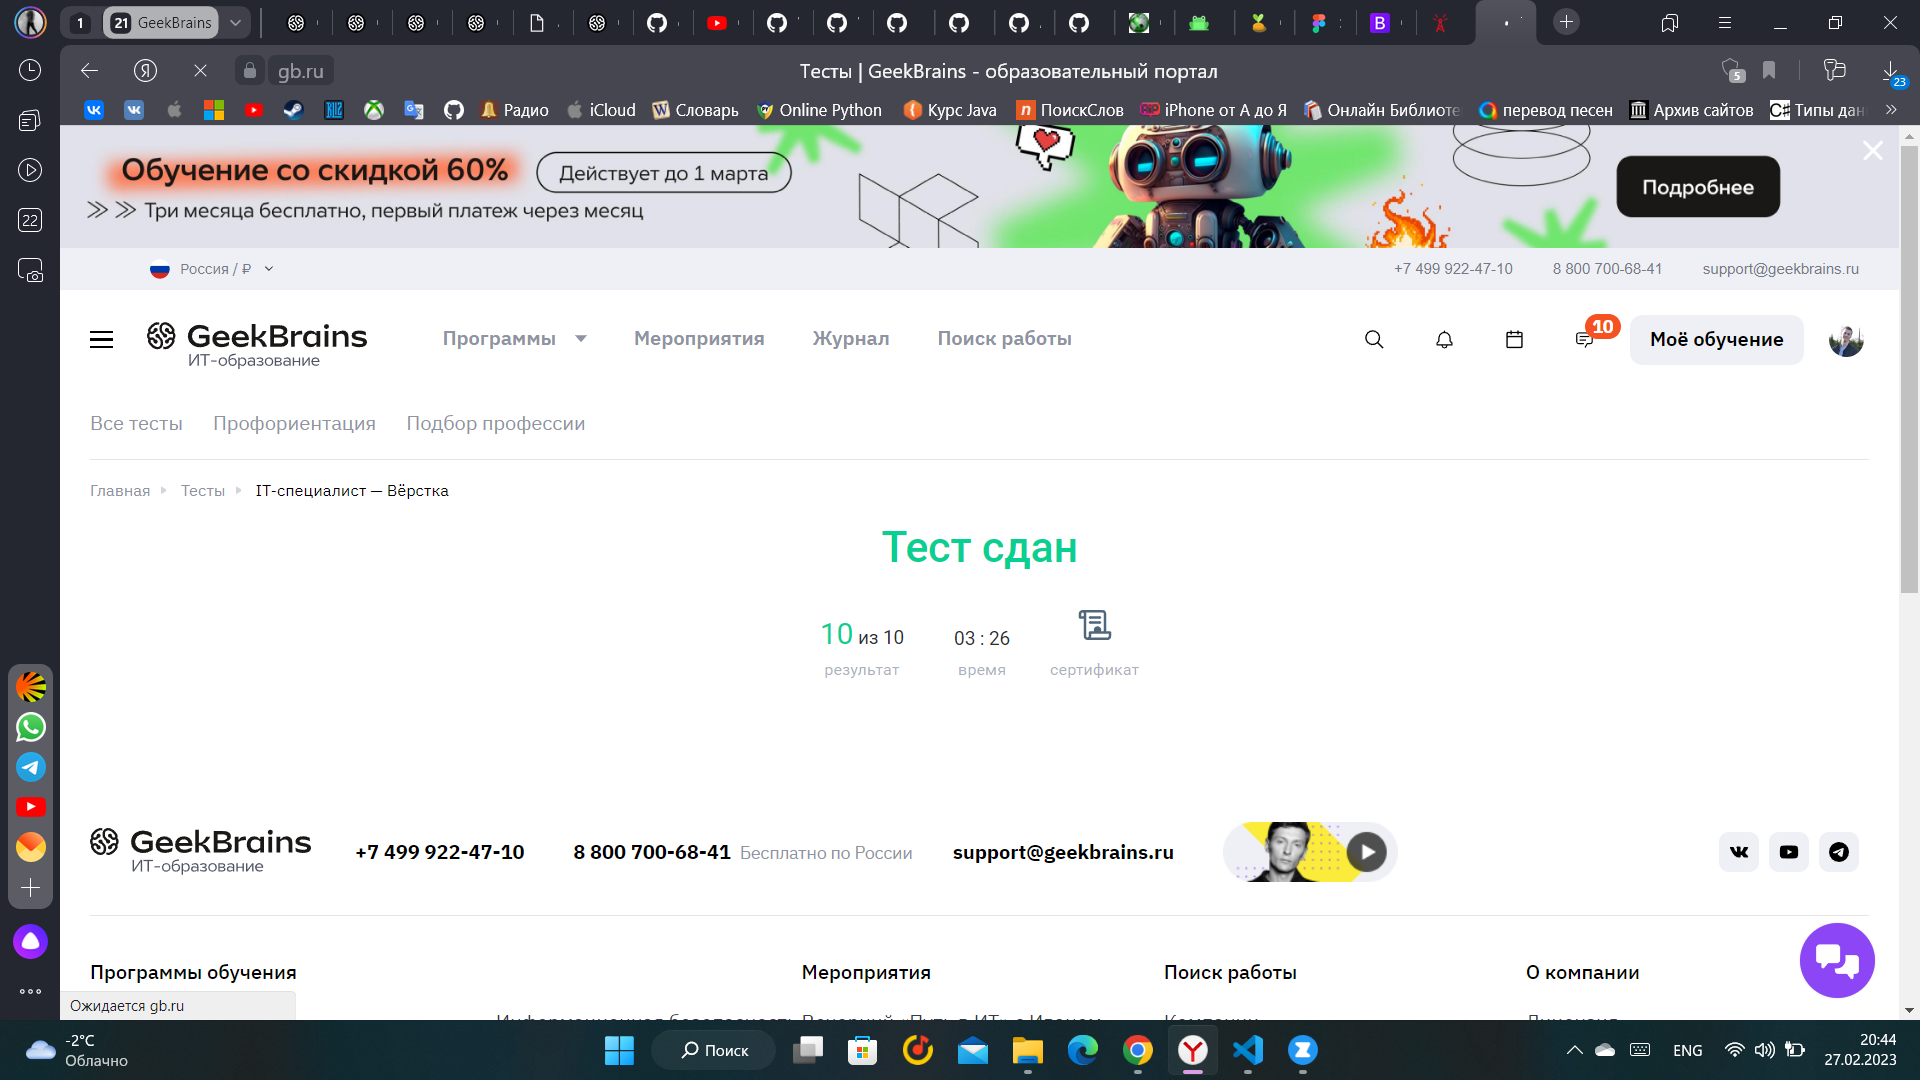 1
21 GeekBrains
gb.ru
Тесты | GeekBrains - образовательный портал
5
23
Радио
iCloud
Словарь
Online Python
Курс Java
ПоискСлов
iPhone от А до Я
Онлайн Библиоте
перевод песен
Архив сайтов
Типы дан
22
Обучение со скидкой 60%
Действует до 1 марта
Три месяца бесплатно, первый платеж через месяц
Подробнее
Россия / ₽
+7 499 922-47-10
8 800 700-68-41
support@geekbrains.ru
GeekBrains
ИТ-образование
Программы
Мероприятия
Журнал
Поиск работы
10
Моё обучение
Все тесты
Профориентация
Подбор профессии
Главная
Тесты
IT-специалист — Вёрстка
Тест сдан
10 из 10
результат
03 : 26
время
сертификат
GeekBrains
ИТ-образование
+7 499 922-47-10
8 800 700-68-41 Бесплатно по России
support@geekbrains.ru
Программы обучения
Мероприятия
Поиск работы
О компании
Ожидается gb.ru
-2°C
Облачно
Поиск
ENG
20:44
27.02.2023